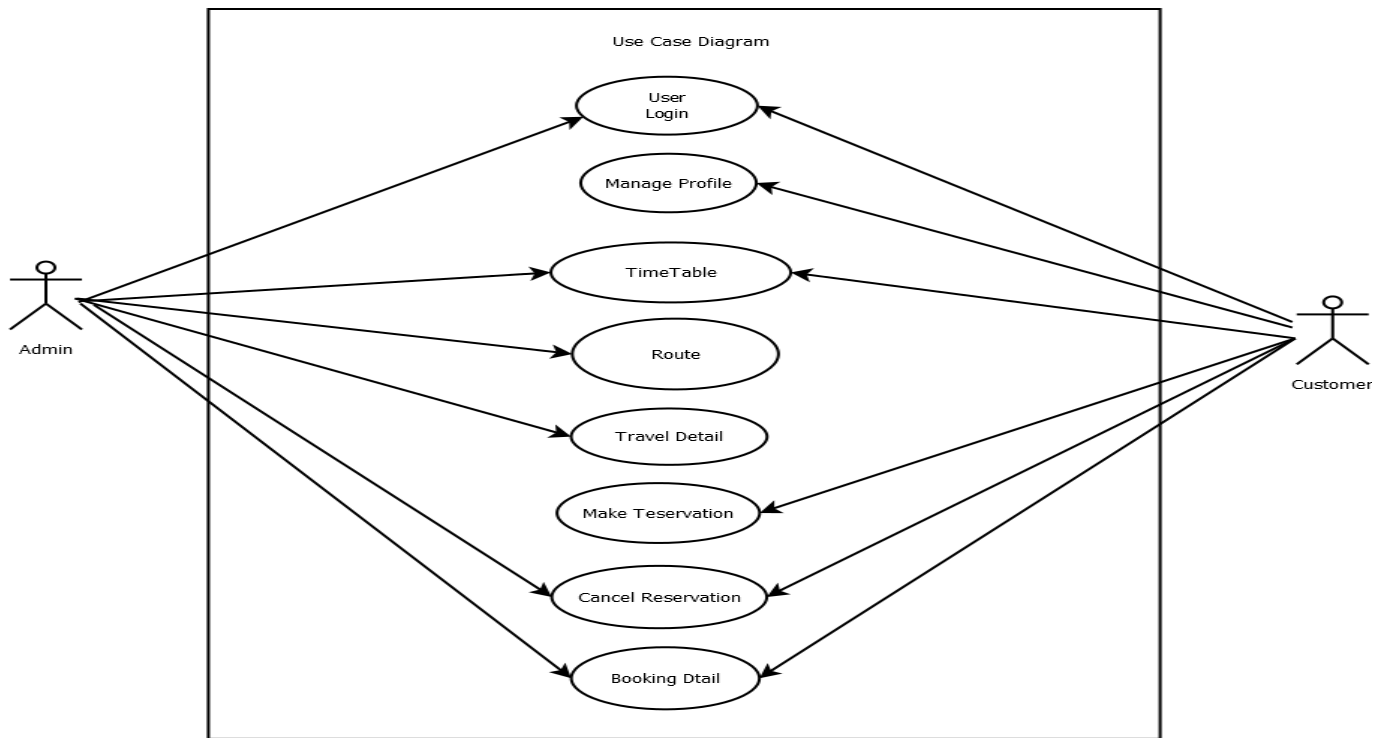 Use Case Diagram
User
Login
Manage Profile
TimeTable
Route
Admin
Travel Detail
Customer
Make Teservation
Cancel Reservation
Booking Dtail